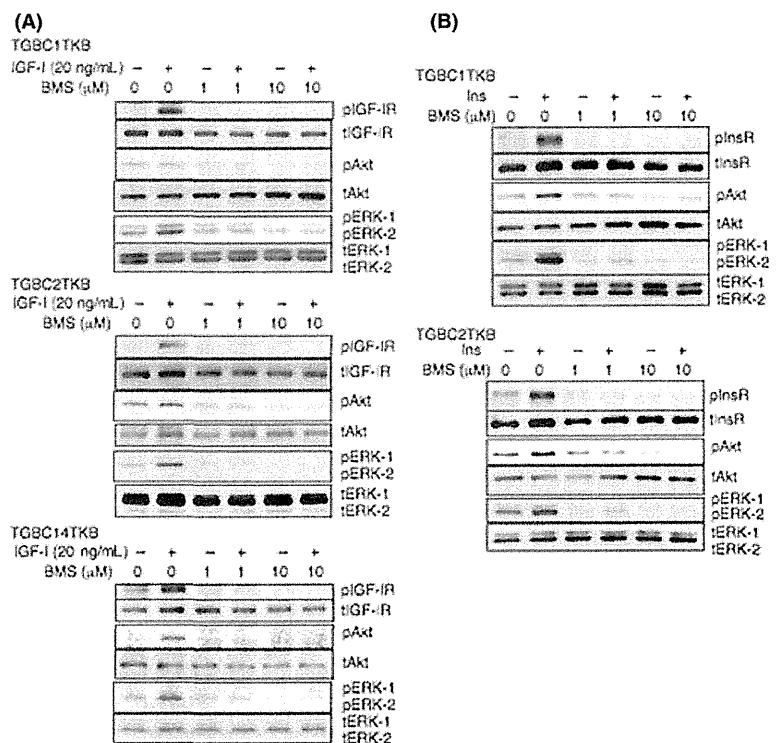 (A)
TGBC1TKB
IGF-I (20 ng/mL) − + − + − +
BMS (μM) 0 0 1 1 10 10
pIGF-IR
tIGF-IR
pAkt
tAkt
pERK-1
pERK-2
tERK-1
tERK-2
TGBC2TKB
IGF-I (20 ng/mL) − + − + − +
BMS (μM) 0 0 1 1 10 10
pIGF-IR
tIGF-IR
pAkt
tAkt
pERK-1
pERK-2
tERK-1
tERK-2
TGBC14TKB
IGF-I (20 ng/mL) − + − + − +
BMS (μM) 0 0 1 1 10 10
pIGF-IR
tIGF-IR
pAkt
tAkt
pERK-1
pERK-2
tERK-1
tERK-2
(B)
TGBC1TKB
Ins − + − + − +
BMS (μM) 0 0 1 1 10 10
pInsR
tInsR
pAkt
tAkt
pERK-1
pERK-2
tERK-1
tERK-2
TGBC2TKB
Ins − + − + − +
BMS (μM) 0 0 1 1 10 10
pInsR
tInsR
pAkt
tAkt
pERK-1
pERK-2
tERK-1
tERK-2